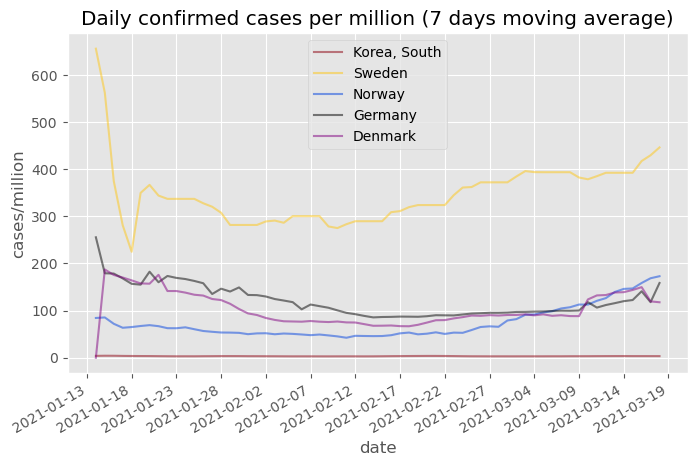 Daily confirmed cases per million (7 days moving average)
Korea, South
Sweden
Norway
Germany
Denmark
cases/million
600
500
400
300
200
100
0
2021-01-13
2021-01-18
2021-01-23
2021-01-28
2021-02-02
2021-02-07
2021-02-12
2021-02-17
2021-02-22
2021-02-27
2021-03-04
2021-03-09
2021-03-14
2021-03-19
date